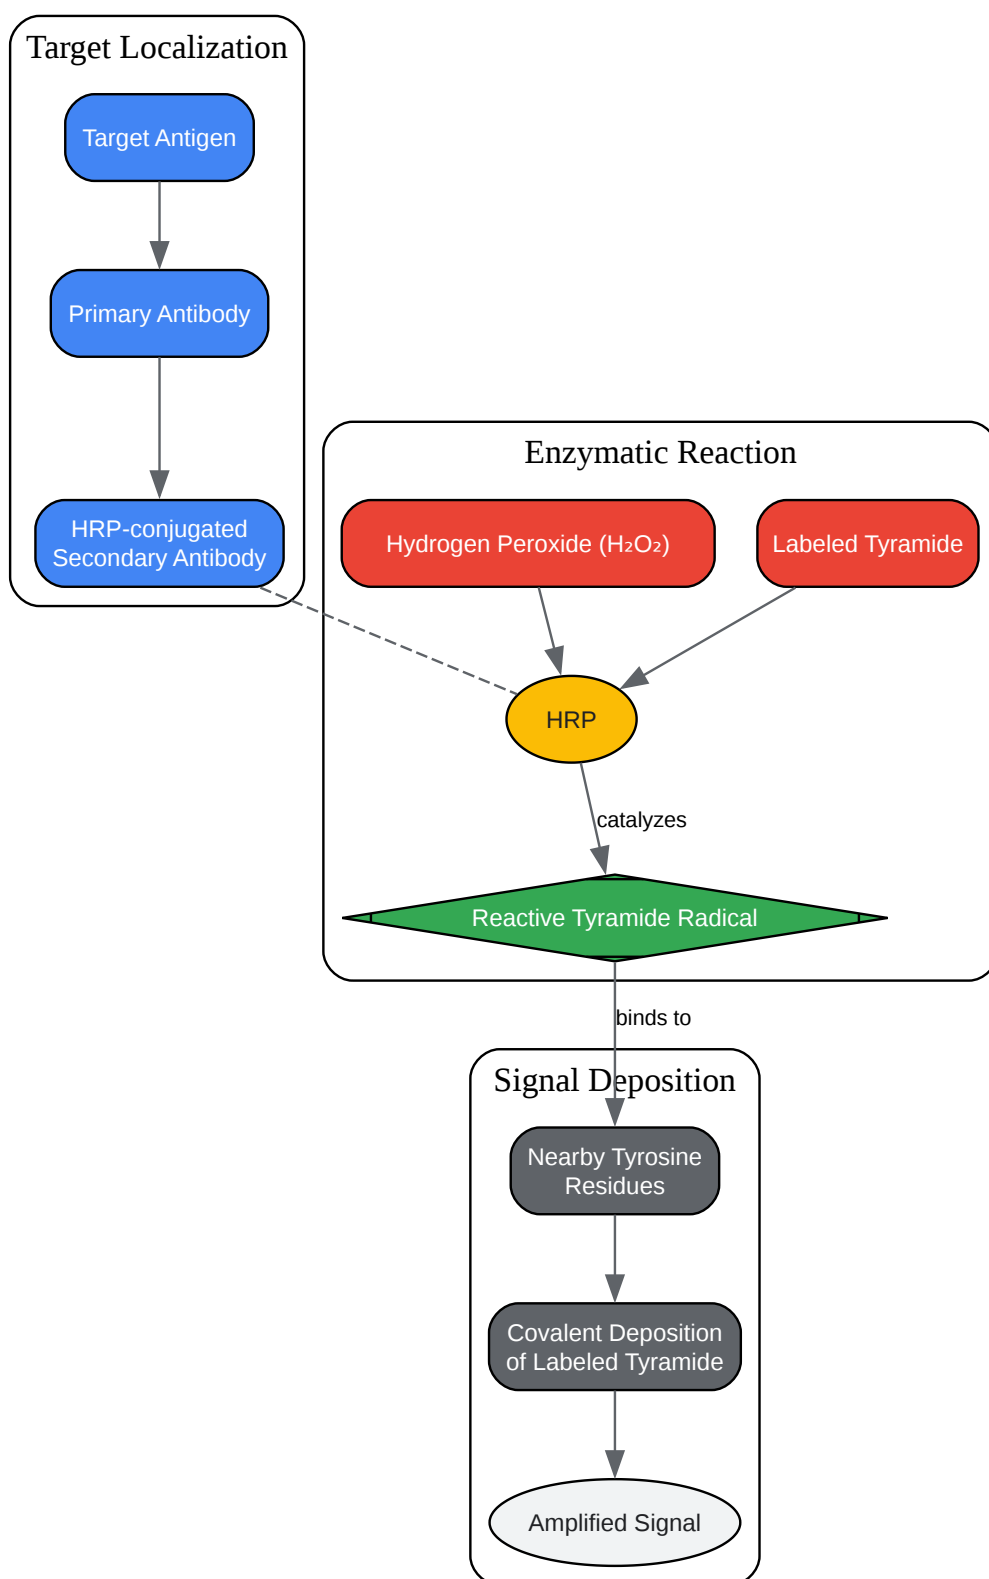 Target Localization
Target Antigen
Primary Antibody
HRP-conjugated
Secondary Antibody
Enzymatic Reaction
Hydrogen Peroxide (H₂O₂)
Labeled Tyramide
HRP
catalyzes
Reactive Tyramide Radical
binds to
Signal Deposition
Nearby Tyrosine
Residues
Covalent Deposition
of Labeled Tyramide
Amplified Signal